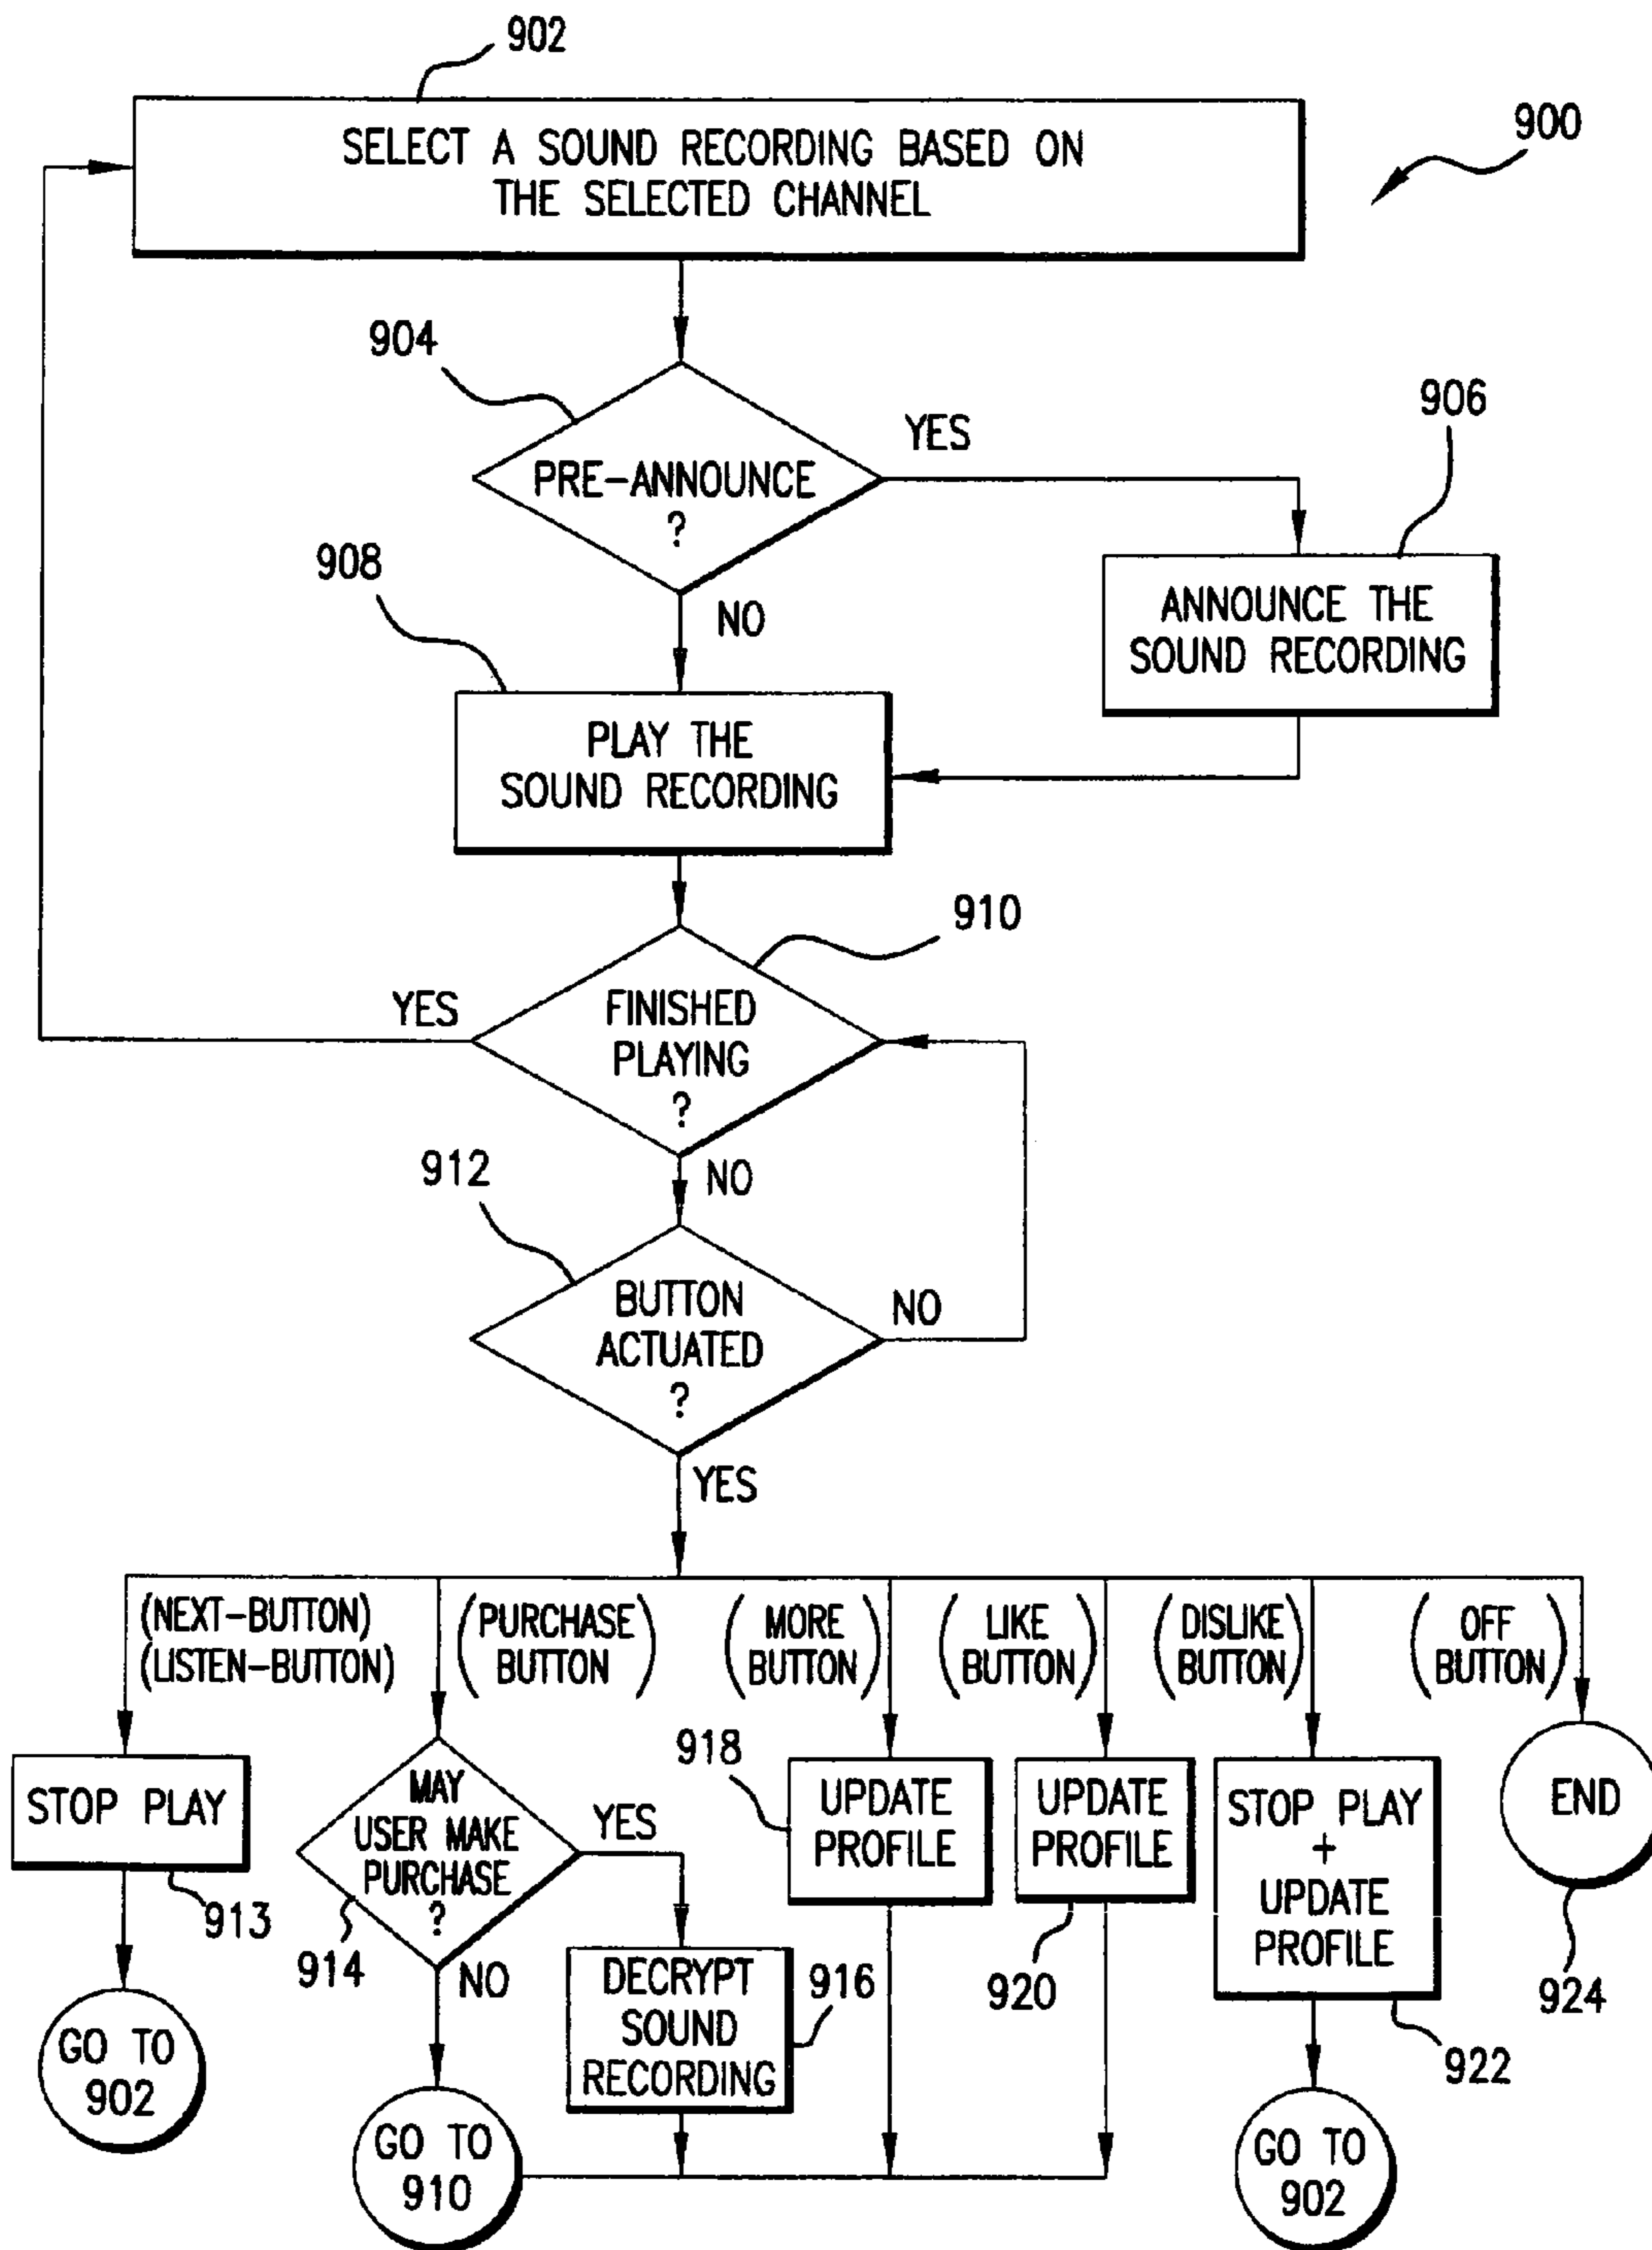 902
900
SELECT A SOUND RECORDING BASED ON
THE SELECTED CHANNEL
904
PRE-ANNOUNCE
?
YES
906
ANNOUNCE THE
SOUND RECORDING
NO
908
PLAY THE
SOUND RECORDING
910
FINISHED
PLAYING
?
YES
NO
912
BUTTON
ACTUATED
?
NO
YES
(NEXT-BUTTON)
(LISTEN-BUTTON)
(PURCHASE
BUTTON)
(MORE
BUTTON)
(LIKE
BUTTON)
(DISLIKE
BUTTON)
(OFF
BUTTON)
STOP PLAY
913
GO TO
902
MAY
USER MAKE
PURCHASE
?
914
YES
NO
DECRYPT
SOUND
RECORDING
916
GO TO
910
918
UPDATE
PROFILE
UPDATE
PROFILE
920
STOP PLAY
+
UPDATE
PROFILE
922
GO TO
902
END
924